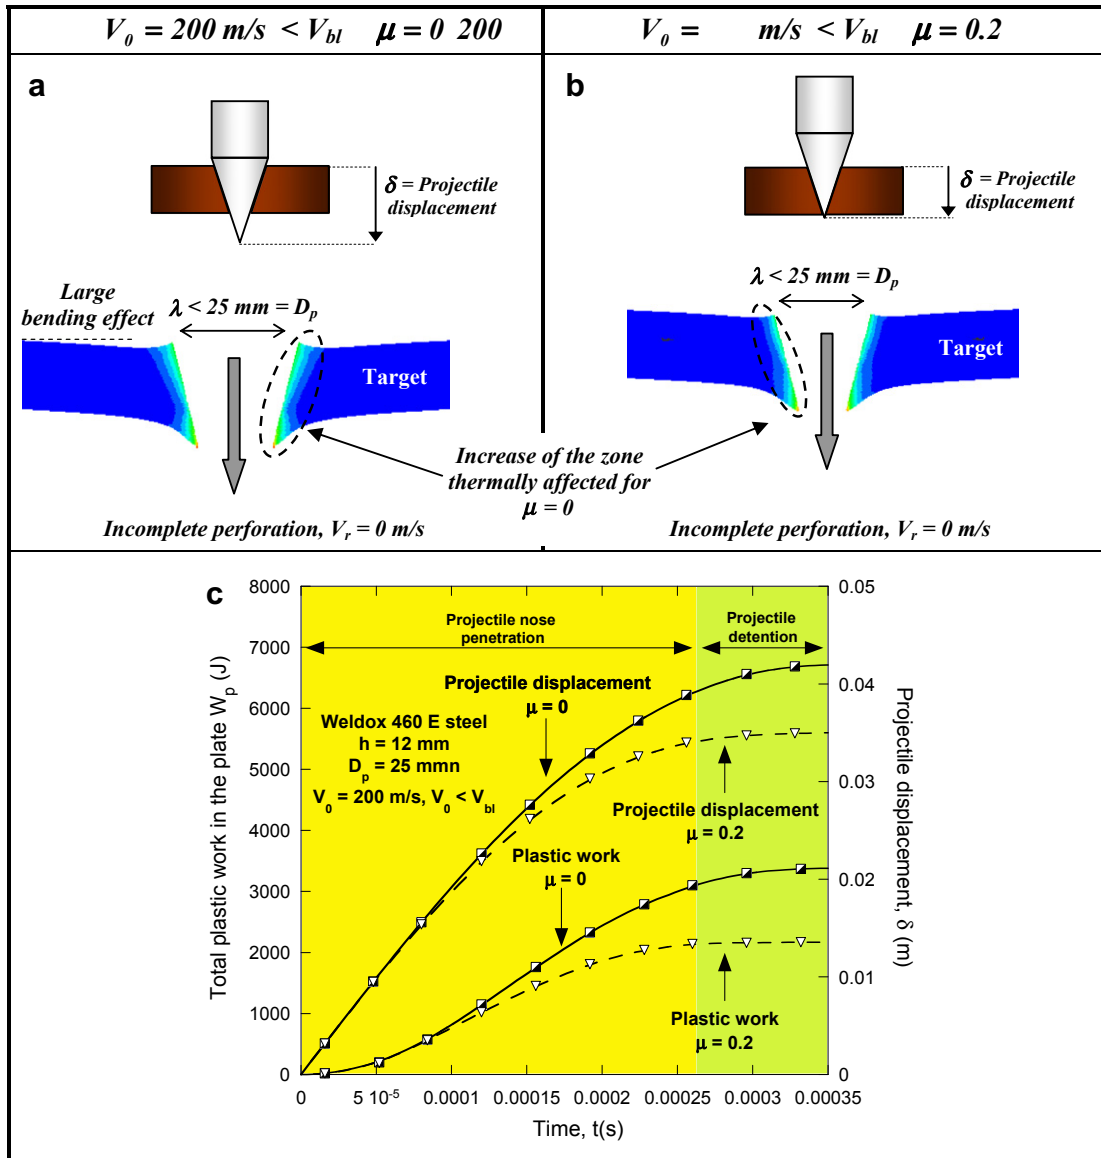 V0 = 200 m/s < Vbl μ = 0 200
V0 = m/s < Vbl μ = 0.2
a
δ = Projectile
displacement
Large
bending effect
λ < 25 mm = Dp
Target
Incomplete perforation, Vr = 0 m/s
b
δ = Projectile
displacement
λ < 25 mm = Dp
Target
Increase of the zone
thermally affected for
μ = 0
Incomplete perforation, Vr = 0 m/s
c
Total plastic work in the plate W_p (J)
8000
7000
6000
5000
4000
3000
2000
1000
0
Projectile nose
penetration
Projectile
detention
Projectile displacement
μ = 0
Weldox 460 E steel
h = 12 mm
Dp = 25 mmn
V0 = 200 m/s, V0 < Vbl
Projectile displacement
μ = 0.2
Plastic work
μ = 0
Plastic work
μ = 0.2
0.05
0.04
0.03
0.02
0.01
0
Projectile displacement, δ (m)
0 5 10-5 0.0001 0.00015 0.0002 0.00025 0.0003 0.00035
Time, t(s)